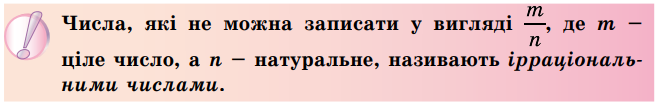 Числа, які не можна записати у вигляді m/n, де m –
ціле число, а n – натуральне, називають ірраціональ-
ними числами.